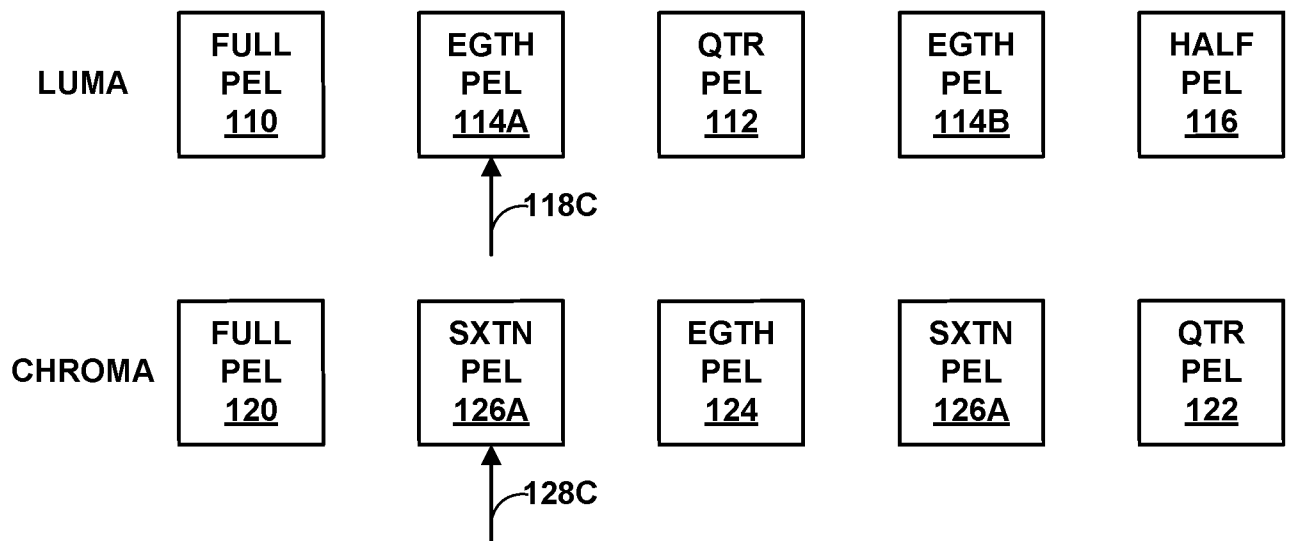 LUMA
FULL
PEL
110
EGTH
PEL
114A
QTR
PEL
112
EGTH
PEL
114B
HALF
PEL
116
118C
CHROMA
FULL
PEL
120
SXTN
PEL
126A
EGTH
PEL
124
SXTN
PEL
126A
QTR
PEL
122
128C